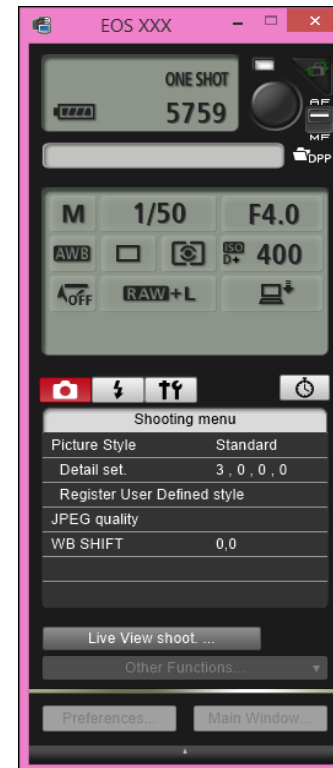 EOS XXX
ONE SHOT
5759
AF
MF
DPP
M 1/50 F4.0
AWB ISO D+ 400
OFF RAW+L
Shooting menu
Picture Style Standard
Detail set. 3 , 0 , 0 , 0
Register User Defined style
JPEG quality
WB SHIFT 0,0
Live View shoot. ...
Other Functions...
Preferences... Main Window...